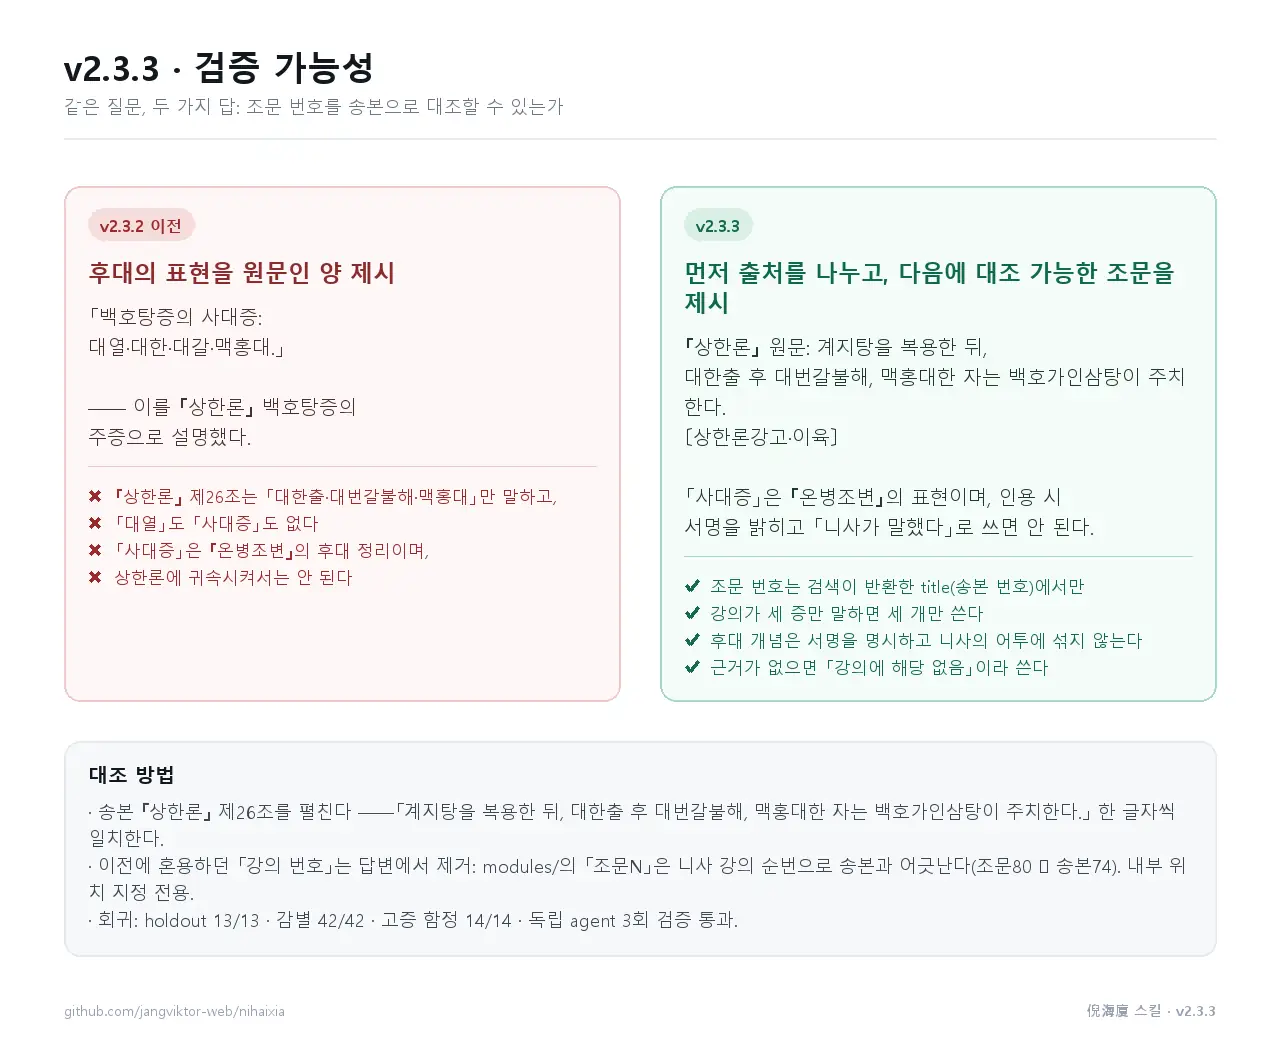 v2.3.3 · 검증 가능성
같은 질문, 두 가지 답: 조문 번호를 송본으로 대조할 수 있는가
v2.3.2 이전
후대의 표현을 원문인 양 제시
「백호탕증의 사대증:
대열·대한·대갈·맥홍대.」
—— 이를 『상한론』 백호탕증의
주증으로 설명했다.
✖ 『상한론』 제26조는 「대한출·대번갈불해·맥홍대」만 말하고,
✖ 「대열」도 「사대증」도 없다
✖ 「사대증」은 『온병조변』의 후대 정리이며,
✖ 상한론에 귀속시켜서는 안 된다
v2.3.3
먼저 출처를 나누고, 다음에 대조 가능한 조문을
제시
『상한론』 원문: 계지탕을 복용한 뒤,
대한출 후 대번갈불해, 맥홍대한 자는 백호가인삼탕이 주치
한다.
[상한론강고·이육]
「사대증」은 『온병조변』의 표현이며, 인용 시
서명을 밝히고 「니사가 말했다」로 쓰면 안 된다.
✔ 조문 번호는 검색이 반환한 title(송본 번호)에서만
✔ 강의가 세 증만 말하면 세 개만 쓴다
✔ 후대 개념은 서명을 명시하고 니사의 어투에 섞지 않는다
✔ 근거가 없으면 「강의에 해당 없음」이라 쓴다
대조 방법
· 송본 『상한론』 제26조를 펼친다 ——「계지탕을 복용한 뒤, 대한출 후 대번갈불해, 맥홍대한 자는 백호가인삼탕이 주치한다.」 한 글자씩
일치한다.
· 이전에 혼용하던 「강의 번호」는 답변에서 제거: modules/의 「조문N」은 니사 강의 순번으로 송본과 어긋난다(조문80 ▯ 송본74). 내부 위
치 지정 전용.
· 회귀: holdout 13/13 · 감별 42/42 · 고증 함정 14/14 · 독립 agent 3회 검증 통과.
github.com/jangviktor-web/nihaixia
倪海廈 스킬 · v2.3.3